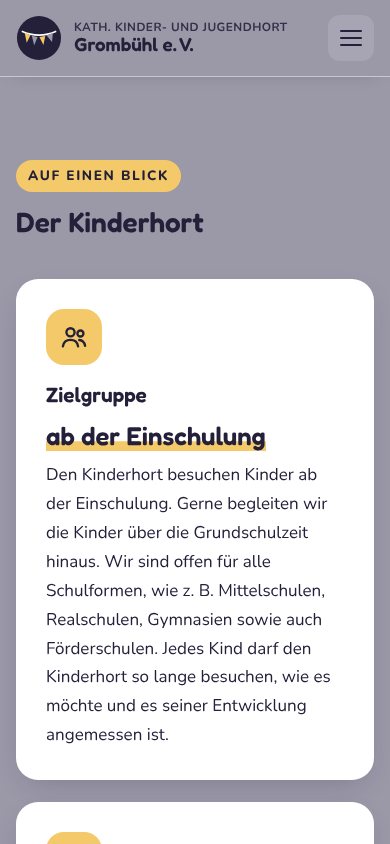 KATH. KINDER- UND JUGENDHORT
Grombühl e. V.
AUF EINEN BLICK
Der Kinderhort
Zielgruppe
ab der Einschulung
Den Kinderhort besuchen Kinder ab
der Einschulung. Gerne begleiten wir
die Kinder über die Grundschulzeit
hinaus. Wir sind offen für alle
Schulformen, wie z. B. Mittelschulen,
Realschulen, Gymnasien sowie auch
Förderschulen. Jedes Kind darf den
Kinderhort so lange besuchen, wie es
möchte und es seiner Entwicklung
angemessen ist.